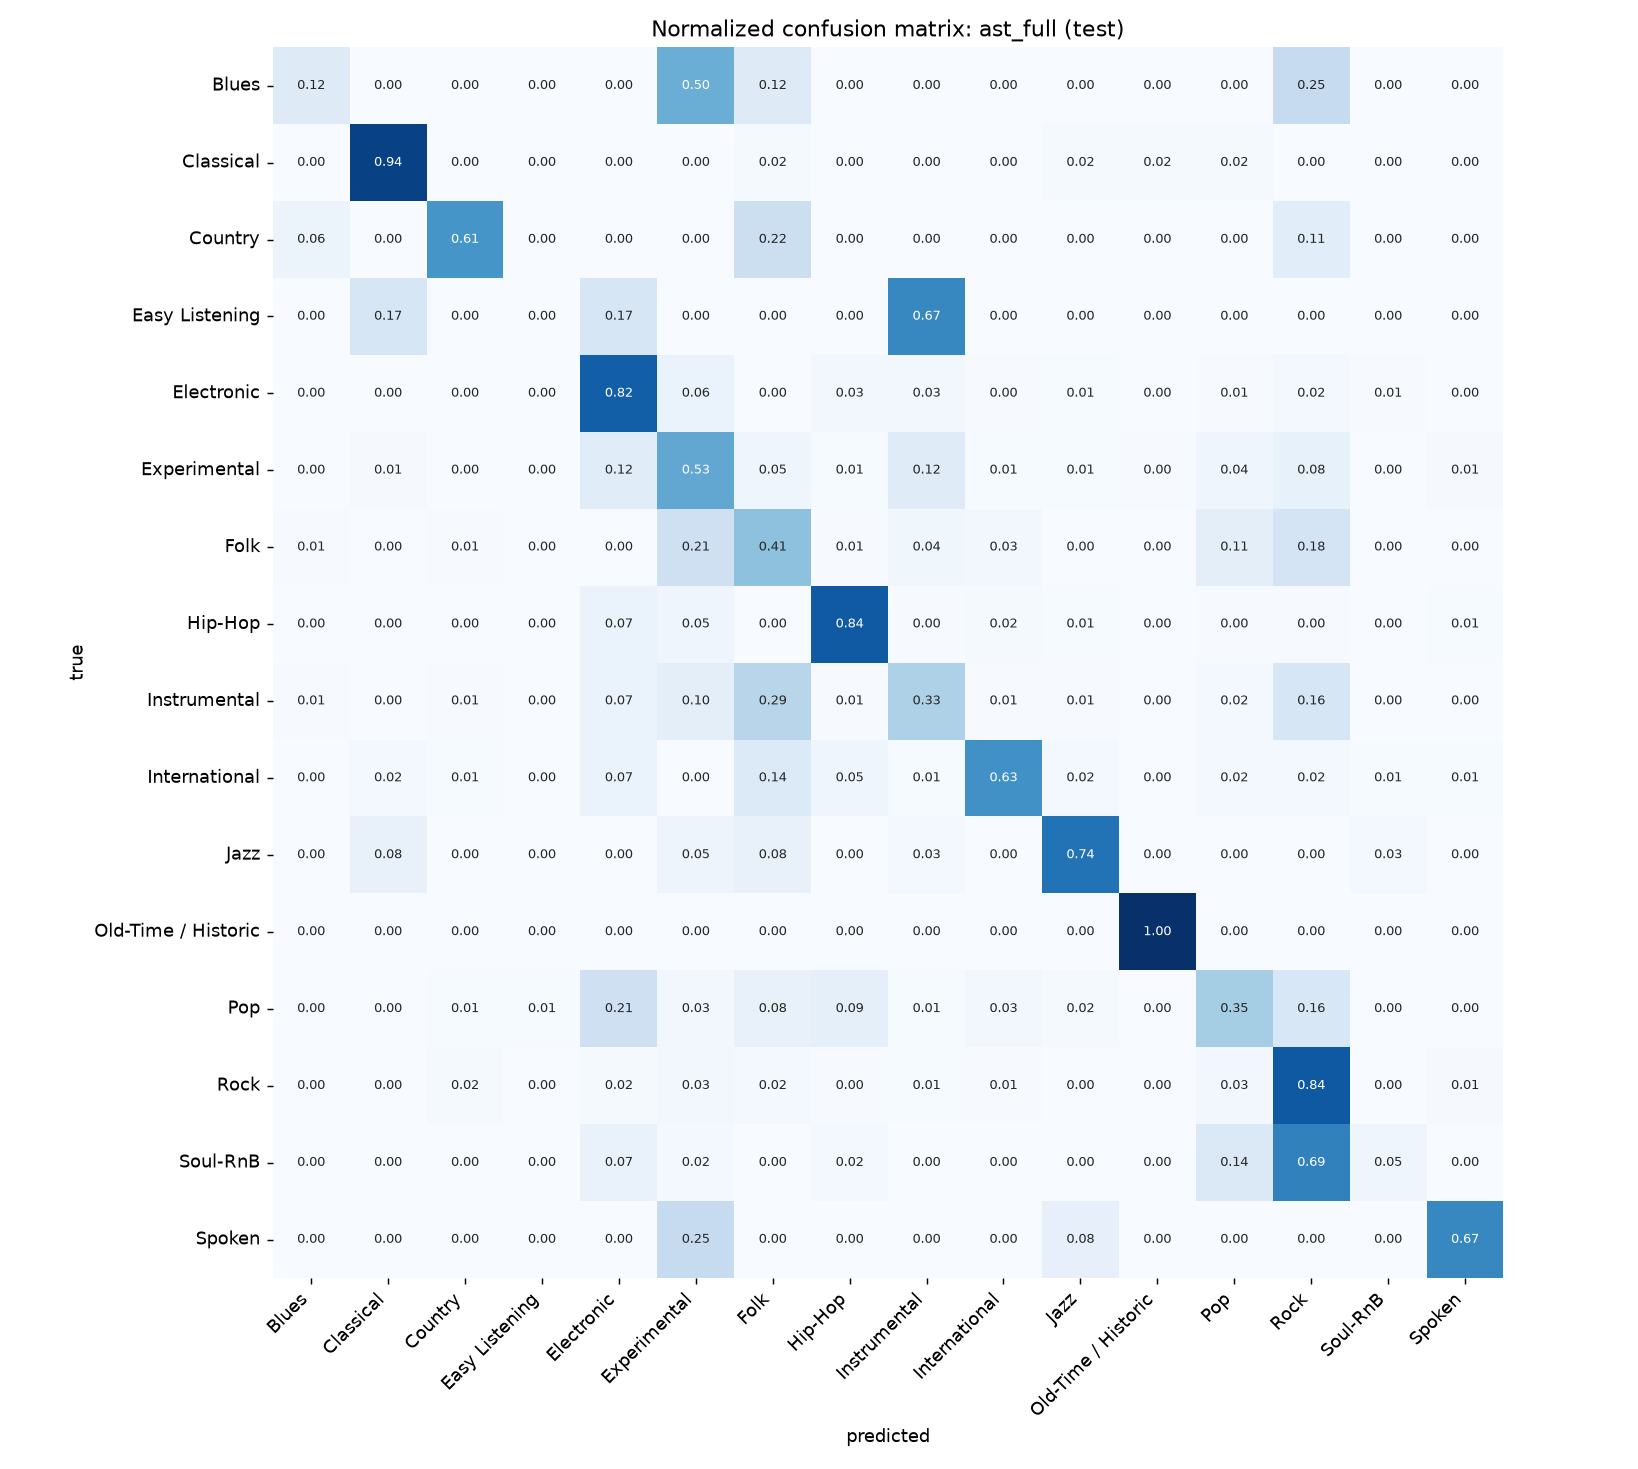 Normalized confusion matrix: ast_full (test)
Blues 0.12 0.00 0.00 0.00 0.00 0.50 0.12 0.00 0.00 0.00 0.00 0.00 0.00 0.25 0.00 0.00
Classical 0.00 0.94 0.00 0.00 0.00 0.00 0.02 0.00 0.00 0.00 0.02 0.02 0.02 0.00 0.00 0.00
Country 0.06 0.00 0.61 0.00 0.00 0.00 0.22 0.00 0.00 0.00 0.00 0.00 0.00 0.11 0.00 0.00
Easy Listening 0.00 0.17 0.00 0.00 0.17 0.00 0.00 0.00 0.67 0.00 0.00 0.00 0.00 0.00 0.00 0.00
Electronic 0.00 0.00 0.00 0.00 0.82 0.06 0.00 0.03 0.03 0.00 0.01 0.00 0.01 0.02 0.01 0.00
Experimental 0.00 0.01 0.00 0.00 0.12 0.53 0.05 0.01 0.12 0.01 0.01 0.00 0.04 0.08 0.00 0.01
Folk 0.01 0.00 0.01 0.00 0.00 0.21 0.41 0.01 0.04 0.03 0.00 0.00 0.11 0.18 0.00 0.00
Hip-Hop 0.00 0.00 0.00 0.00 0.07 0.05 0.00 0.84 0.00 0.02 0.01 0.00 0.00 0.00 0.00 0.01
true
Instrumental 0.01 0.00 0.01 0.00 0.07 0.10 0.29 0.01 0.33 0.01 0.01 0.00 0.02 0.16 0.00 0.00
International 0.00 0.02 0.01 0.00 0.07 0.00 0.14 0.05 0.01 0.63 0.02 0.00 0.02 0.02 0.01 0.01
Jazz 0.00 0.08 0.00 0.00 0.00 0.05 0.08 0.00 0.03 0.00 0.74 0.00 0.00 0.00 0.03 0.00
Old-Time / Historic 0.00 0.00 0.00 0.00 0.00 0.00 0.00 0.00 0.00 0.00 0.00 1.00 0.00 0.00 0.00 0.00
Pop 0.00 0.00 0.01 0.01 0.21 0.03 0.08 0.09 0.01 0.03 0.02 0.00 0.35 0.16 0.00 0.00
Rock 0.00 0.00 0.02 0.00 0.02 0.03 0.02 0.00 0.01 0.01 0.00 0.00 0.03 0.84 0.00 0.01
Soul-RnB 0.00 0.00 0.00 0.00 0.07 0.02 0.00 0.02 0.00 0.00 0.00 0.00 0.14 0.69 0.05 0.00
Spoken 0.00 0.00 0.00 0.00 0.00 0.25 0.00 0.00 0.00 0.00 0.08 0.00 0.00 0.00 0.00 0.67
Blues Classical Country Easy Listening Electronic Experimental Folk Hip-Hop Instrumental International Jazz Old-Time / Historic Pop Rock Soul-RnB Spoken
predicted